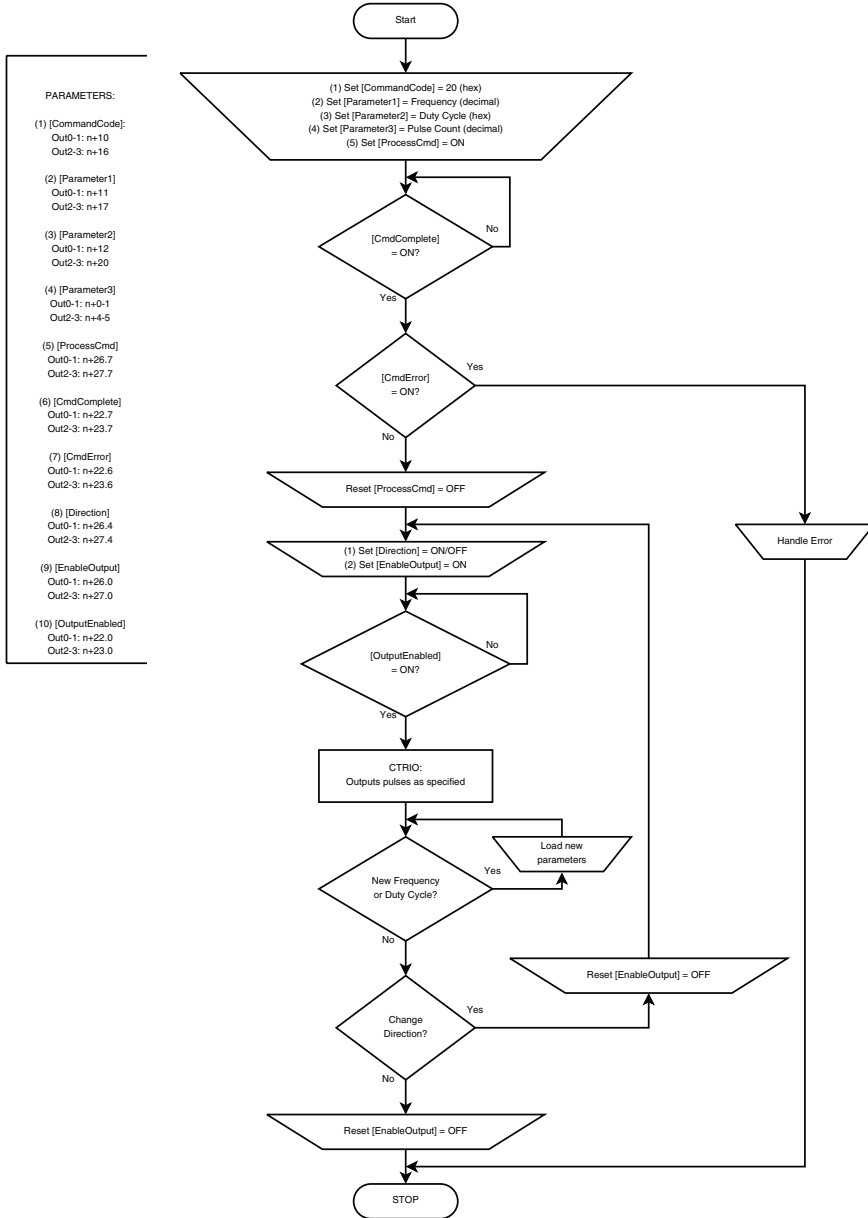 Start
PARAMETERS:
(1) [CommandCode]:
Out0-1: n+10
Out2-3: n+16
(2) [Parameter1]
Out0-1: n+11
Out2-3: n+17
(3) [Parameter2]
Out0-1: n+12
Out2-3: n+20
(4) [Parameter3]
Out0-1: n+0-1
Out2-3: n+4-5
(5) [ProcessCmd]
Out0-1: n+26.7
Out2-3: n+27.7
(6) [CmdComplete]
Out0-1: n+22.7
Out2-3: n+23.7
(7) [CmdError]
Out0-1: n+22.6
Out2-3: n+23.6
(8) [Direction]
Out0-1: n+26.4
Out2-3: n+27.4
(9) [EnableOutput]
Out0-1: n+26.0
Out2-3: n+27.0
(10) [OutputEnabled]
Out0-1: n+22.0
Out2-3: n+23.0
(1) Set [CommandCode] = 20 (hex)
(2) Set [Parameter1] = Frequency (decimal)
(3) Set [Parameter2] = Duty Cycle (hex)
(4) Set [Parameter3] = Pulse Count (decimal)
(5) Set [ProcessCmd] = ON
[CmdComplete]
= ON?
No
Yes
[CmdError]
= ON?
Yes
No
Reset [ProcessCmd] = OFF
Handle Error
(1) Set [Direction] = ON/OFF
(2) Set [EnableOutput] = ON
[OutputEnabled]
= ON?
No
Yes
CTRIO:
Outputs pulses as specified
Load new
parameters
New Frequency
or Duty Cycle?
Yes
No
Reset [EnableOutput] = OFF
Change
Direction?
Yes
No
Reset [EnableOutput] = OFF
STOP